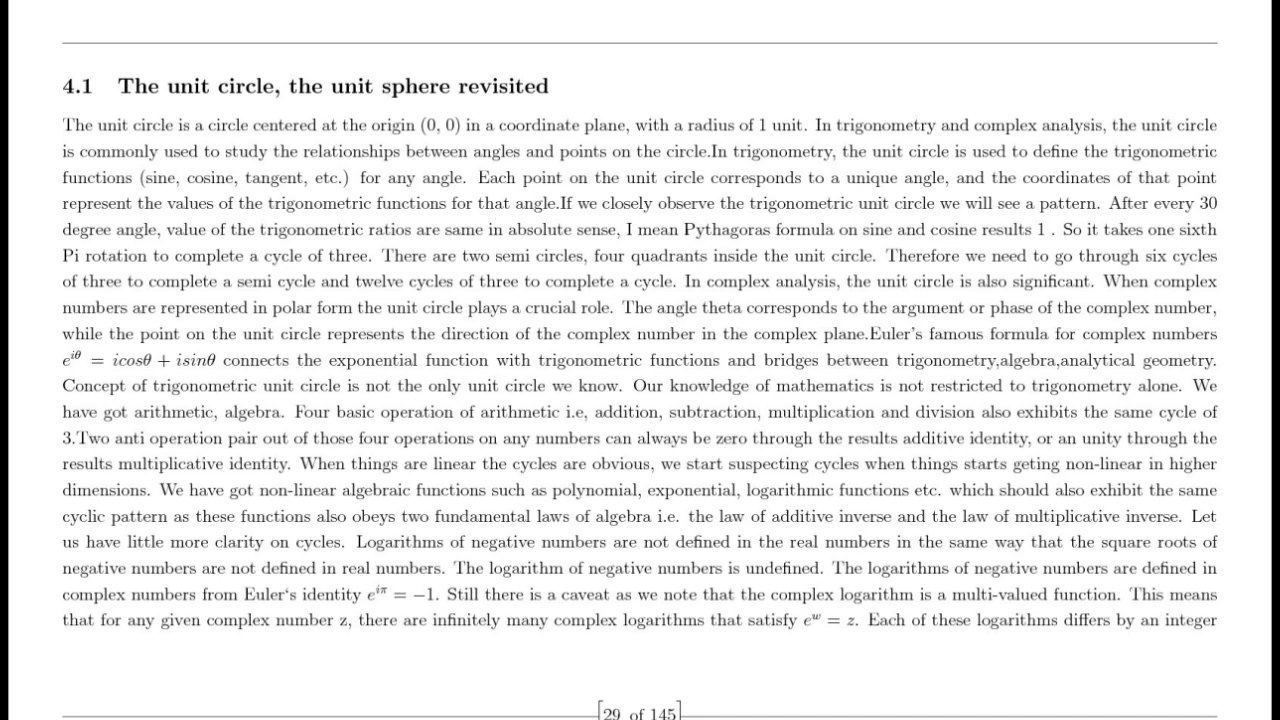 4.1 The unit circle, the unit sphere revisited
The unit circle is a circle centered at the origin (0, 0) in a coordinate plane, with a radius of 1 unit. In trigonometry and complex analysis, the unit circle
is commonly used to study the relationships between angles and points on the circle.In trigonometry, the unit circle is used to define the trigonometric
functions (sine, cosine, tangent, etc.) for any angle. Each point on the unit circle corresponds to a unique angle, and the coordinates of that point
represent the values of the trigonometric functions for that angle.If we closely observe the trigonometric unit circle we will see a pattern. After every 30
degree angle, value of the trigonometric ratios are same in absolute sense, I mean Pythagoras formula on sine and cosine results 1 . So it takes one sixth
Pi rotation to complete a cycle of three. There are two semi circles, four quadrants inside the unit circle. Therefore we need to go through six cycles
of three to complete a semi cycle and twelve cycles of three to complete a cycle. In complex analysis, the unit circle is also significant. When complex
numbers are represented in polar form the unit circle plays a crucial role. The angle theta corresponds to the argument or phase of the complex number,
while the point on the unit circle represents the direction of the complex number in the complex plane.Euler's famous formula for complex numbers
e^{iθ} = icosθ + isinθ connects the exponential function with trigonometric functions and bridges between trigonometry,algebra,analytical geometry.
Concept of trigonometric unit circle is not the only unit circle we know. Our knowledge of mathematics is not restricted to trigonometry alone. We
have got arithmetic, algebra. Four basic operation of arithmetic i.e, addition, subtraction, multiplication and division also exhibits the same cycle of
3.Two anti operation pair out of those four operations on any numbers can always be zero through the results additive identity, or an unity through the
results multiplicative identity. When things are linear the cycles are obvious, we start suspecting cycles when things starts geting non-linear in higher
dimensions. We have got non-linear algebraic functions such as polynomial, exponential, logarithmic functions etc. which should also exhibit the same
cyclic pattern as these functions also obeys two fundamental laws of algebra i.e. the law of additive inverse and the law of multiplicative inverse. Let
us have little more clarity on cycles. Logarithms of negative numbers are not defined in the real numbers in the same way that the square roots of
negative numbers are not defined in real numbers. The logarithm of negative numbers is undefined. The logarithms of negative numbers are defined in
complex numbers from Euler‘s identity e^{iπ} = −1. Still there is a caveat as we note that the complex logarithm is a multi-valued function. This means
that for any given complex number z, there are infinitely many complex logarithms that satisfy e^w = z. Each of these logarithms differs by an integer
[29 of 145]